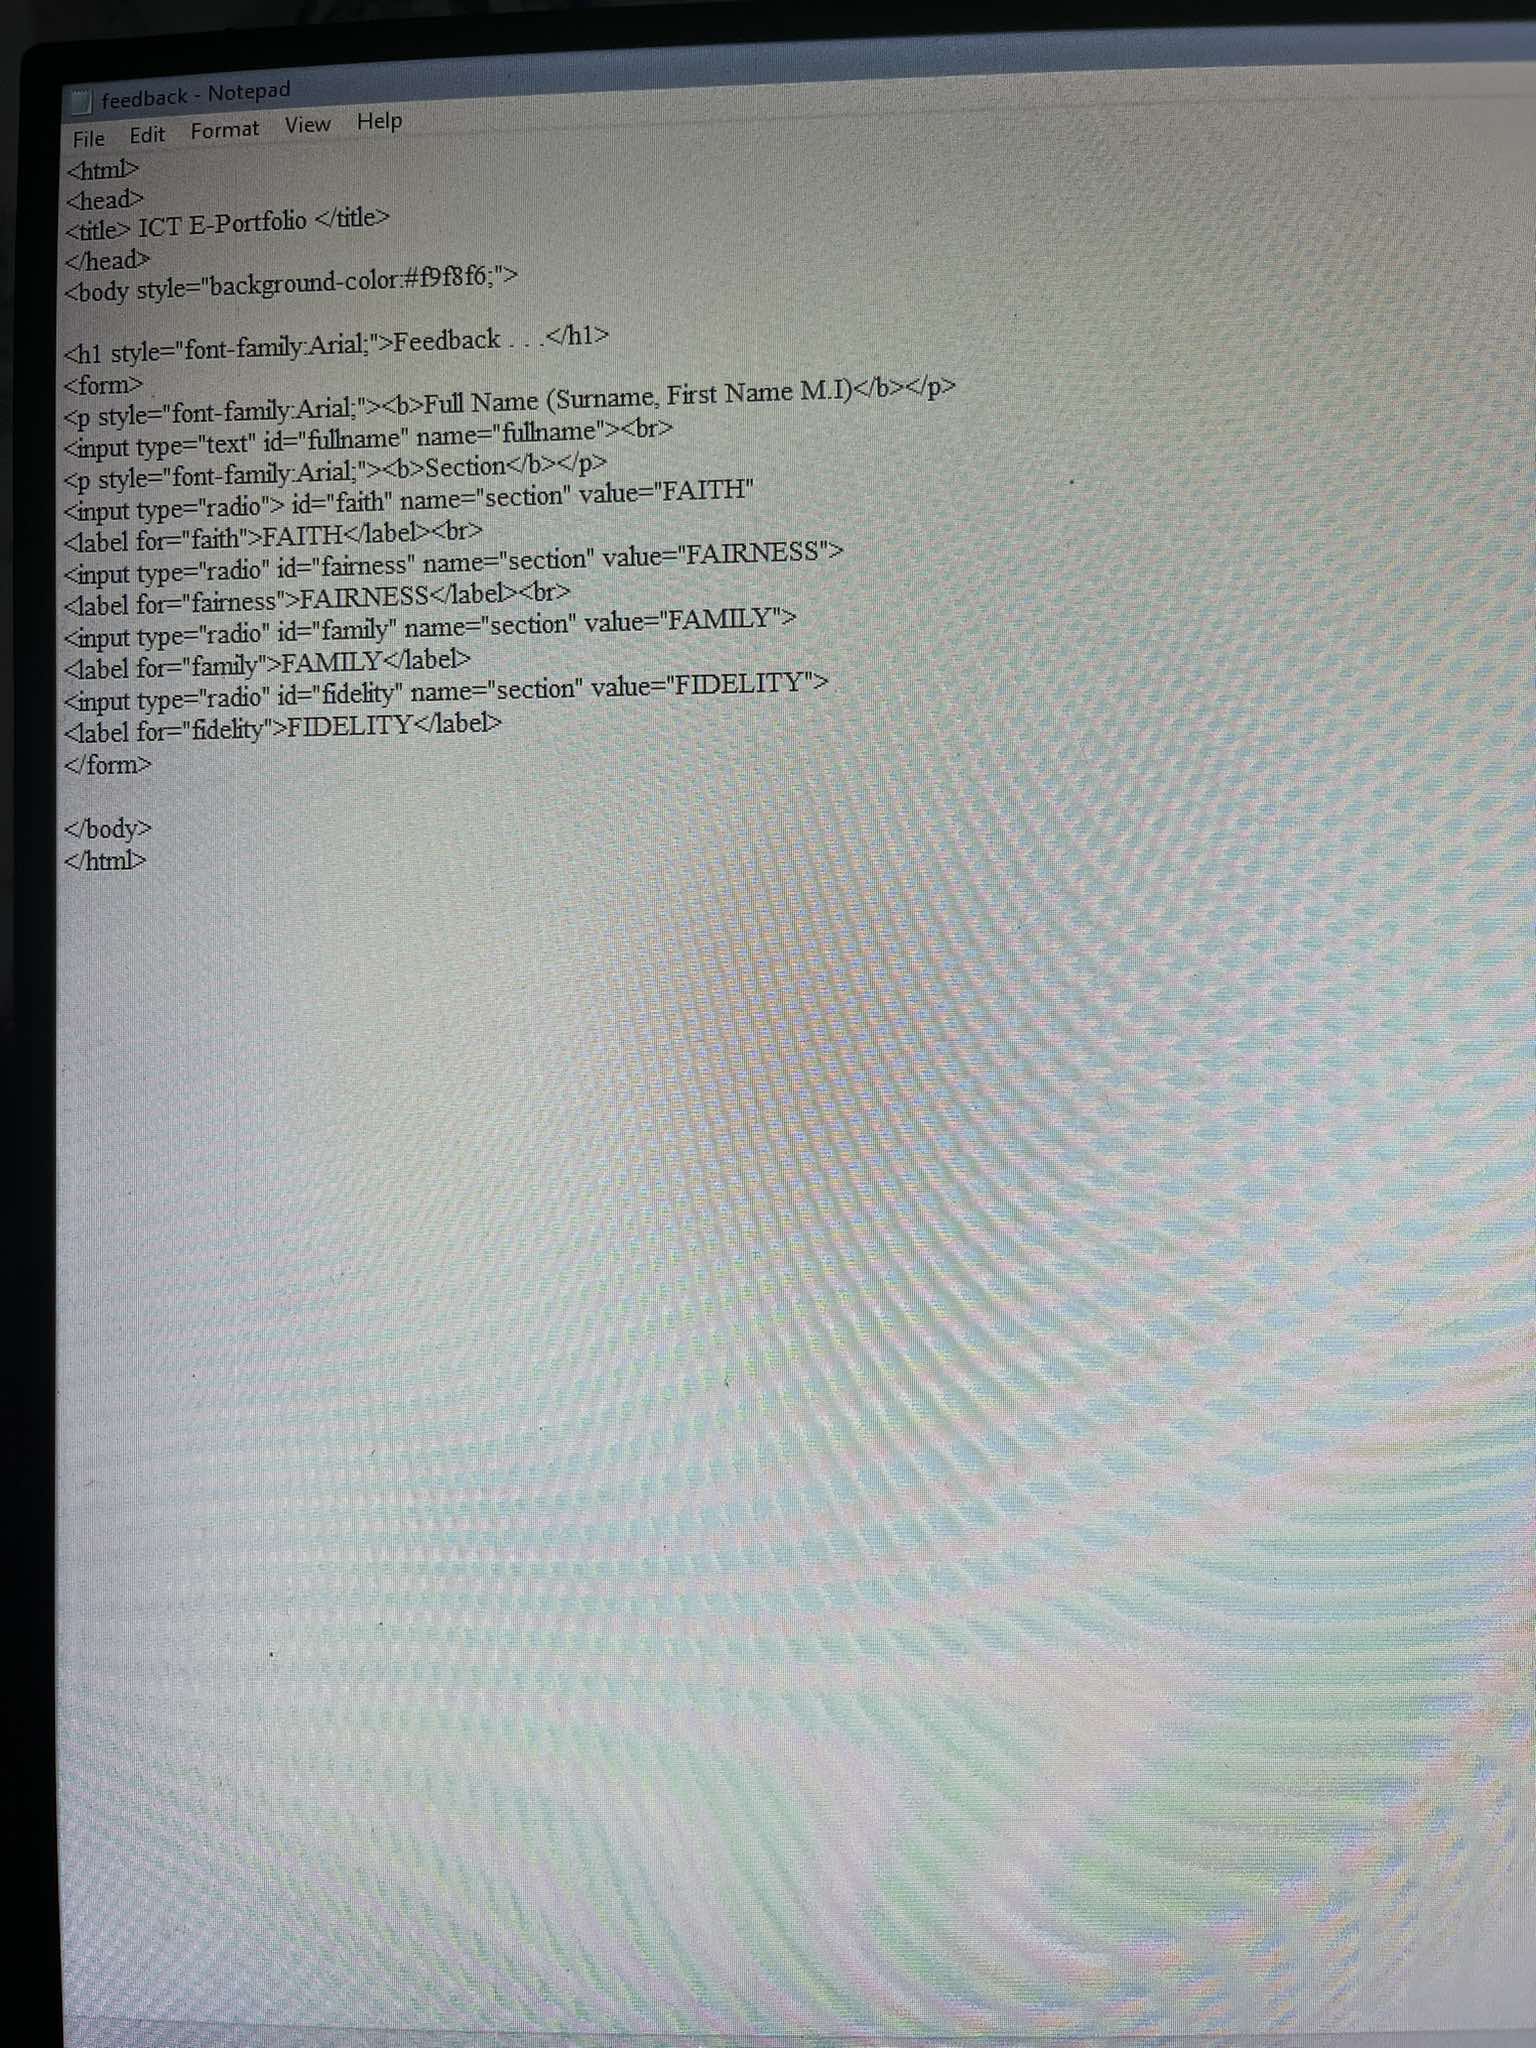 feedback - Notepad
File Edit Format View Help
<html>
<head>
<title> ICT E-Portfolio </title>
</head>
<body style="background-color:#f9f8f6;">
<h1 style="font-family:Arial;">Feedback . . .</h1>
<form>
<p style="font-family:Arial;"><b>Full Name (Surname, First Name M.I)</b></p>
<input type="text" id="fullname" name="fullname"><br>
<p style="font-family:Arial;"><b>Section</b></p>
<input type="radio"> id="faith" name="section" value="FAITH"
<label for="faith">FAITH</label><br>
<input type="radio" id="fairness" name="section" value="FAIRNESS">
<label for="fairness">FAIRNESS</label><br>
<input type="radio" id="family" name="section" value="FAMILY">
<label for="family">FAMILY</label>
<input type="radio" id="fidelity" name="section" value="FIDELITY">
<label for="fidelity">FIDELITY</label>
</form>
</body>
</html>